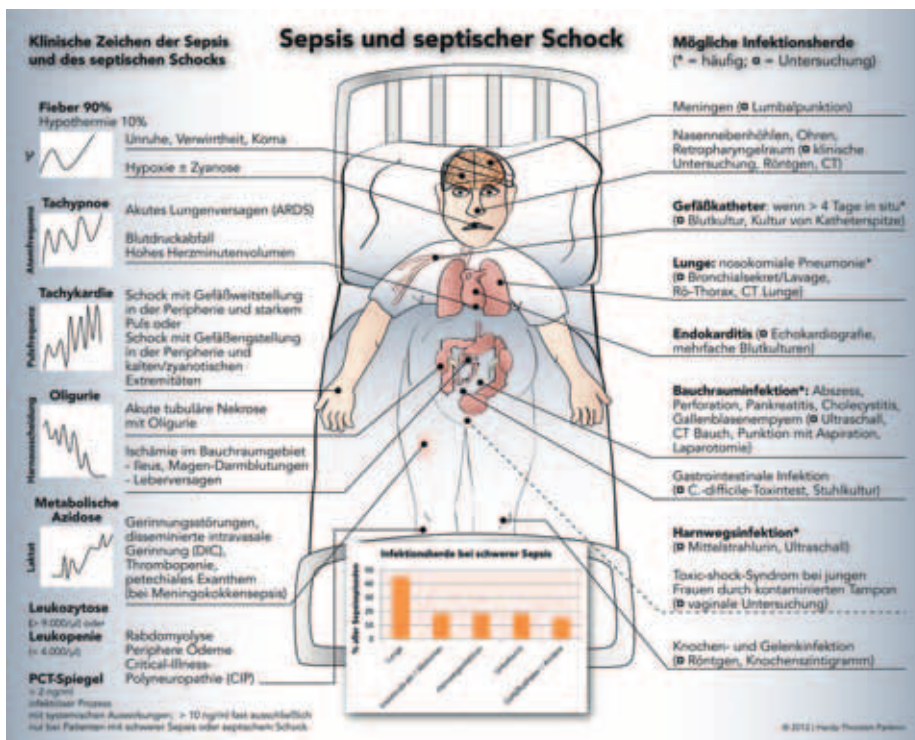 Sepsis und septischer Schock
Klinische Zeichen der Sepsis
und des septischen Schocks
Fieber 90%
Hypothermie 10%
Unruhe, Verwirrtheit, Koma
Hypoxie ± Zyanose
Tachypnoe
Atemfrequenz
Akutes Lungenversagen (ARDS)
Blutdruckabfall
Hohes Herzminutenvolumen
Tachykardie
Pulsfrequenz
Schock mit Gefäßweitstellung
in der Peripherie und starkem
Puls oder
Schock mit Gefäßengstellung
in der Peripherie und
kalten/zyanotischen
Extremitäten
Oligurie
Harnausscheidung
Akute tubuläre Nekrose
mit Oligurie
Ischämie im Bauchraumgebiet
- Ileus, Magen-Darmblutungen
- Leberversagen
Metabolische
Azidose
Laktat
Gerinnungsstörungen,
disseminierte intravasale
Gerinnung (DIC),
Thrombopenie,
petechiales Exanthem
(bei Meningokokkensepsis)
Leukozytose
(> 9.000/µl) oder
Leukopenie
(< 4.000/µl)
Rabdomyolyse
Periphere Ödeme
Critical-Illness-
Polyneuropathie (CIP)
PCT-Spiegel
> 2 ng/ml
infektiöser Prozess
mit systemischen Auswirkungen, > 10 ng/ml fast ausschließlich
nur bei Patienten mit schwerer Sepsis oder septischem Schock
Mögliche Infektionsherde
(* = häufig; ¤ = Untersuchung)
Meningen (¤ Lumbalpunktion)
Nasennebenhöhlen, Ohren,
Retropharyngelraum (¤ klinische
Untersuchung, Röntgen, CT)
Gefäßkatheter: wenn > 4 Tage in situ*
(¤ Blutkultur, Kultur von Katheterspitze)
Lunge: nosokomiale Pneumonie*
(¤ Bronchialsekret/Lavage,
Rö-Thorax, CT Lunge)
Endokarditis (¤ Echokardiografie,
mehrfache Blutkulturen)
Bauchrauminfektion*: Abszess,
Perforation, Pankreatitis, Cholecystitis,
Gallenblasenempyem (¤ Ultraschall,
CT Bauch, Punktion mit Aspiration,
Laparotomie)
Gastrointestinale Infektion
(¤ C.-difficile-Toxintest, Stuhlkultur)
Harnwegsinfektion*
(¤ Mittelstrahlurin, Ultraschall)
Toxic-shock-Syndrom bei jungen
Frauen durch kontaminierten Tampon
(¤ vaginale Untersuchung)
Knochen- und Gelenkinfektion
(¤ Röntgen, Knochenszintigramm)
Infektionsherde bei schwerer Sepsis
50
40
30
20
10
0
Lunge
© 2012 | Hardy-Thorsten Panknin